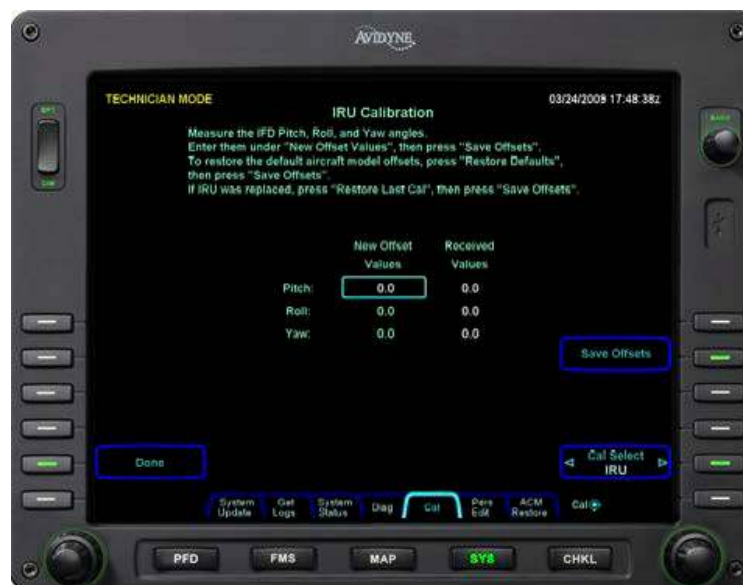 AVIDYNE
TECHNICIAN MODE
03/24/2009 17:48:38Z
IRU Calibration
Measure the IFD Pitch, Roll, and Yaw angles.
Enter them under "New Offset Values", then press "Save Offsets".
To restore the default aircraft model offsets, press "Restore Defaults",
then press "Save Offsets".
If IRU was replaced, press "Restore Last Cal", then press "Save Offsets".
New Offset Values
Received Values
Pitch: 0.0 0.0
Roll: 0.0 0.0
Yaw: 0.0 0.0
Save Offsets
Done
Cal Select
IRU
System Update
Get Logs
System Status
Diag
Cal
Pers Edit
ACM Restore
Cal
PFD
FMS
MAP
SYS
CHKL